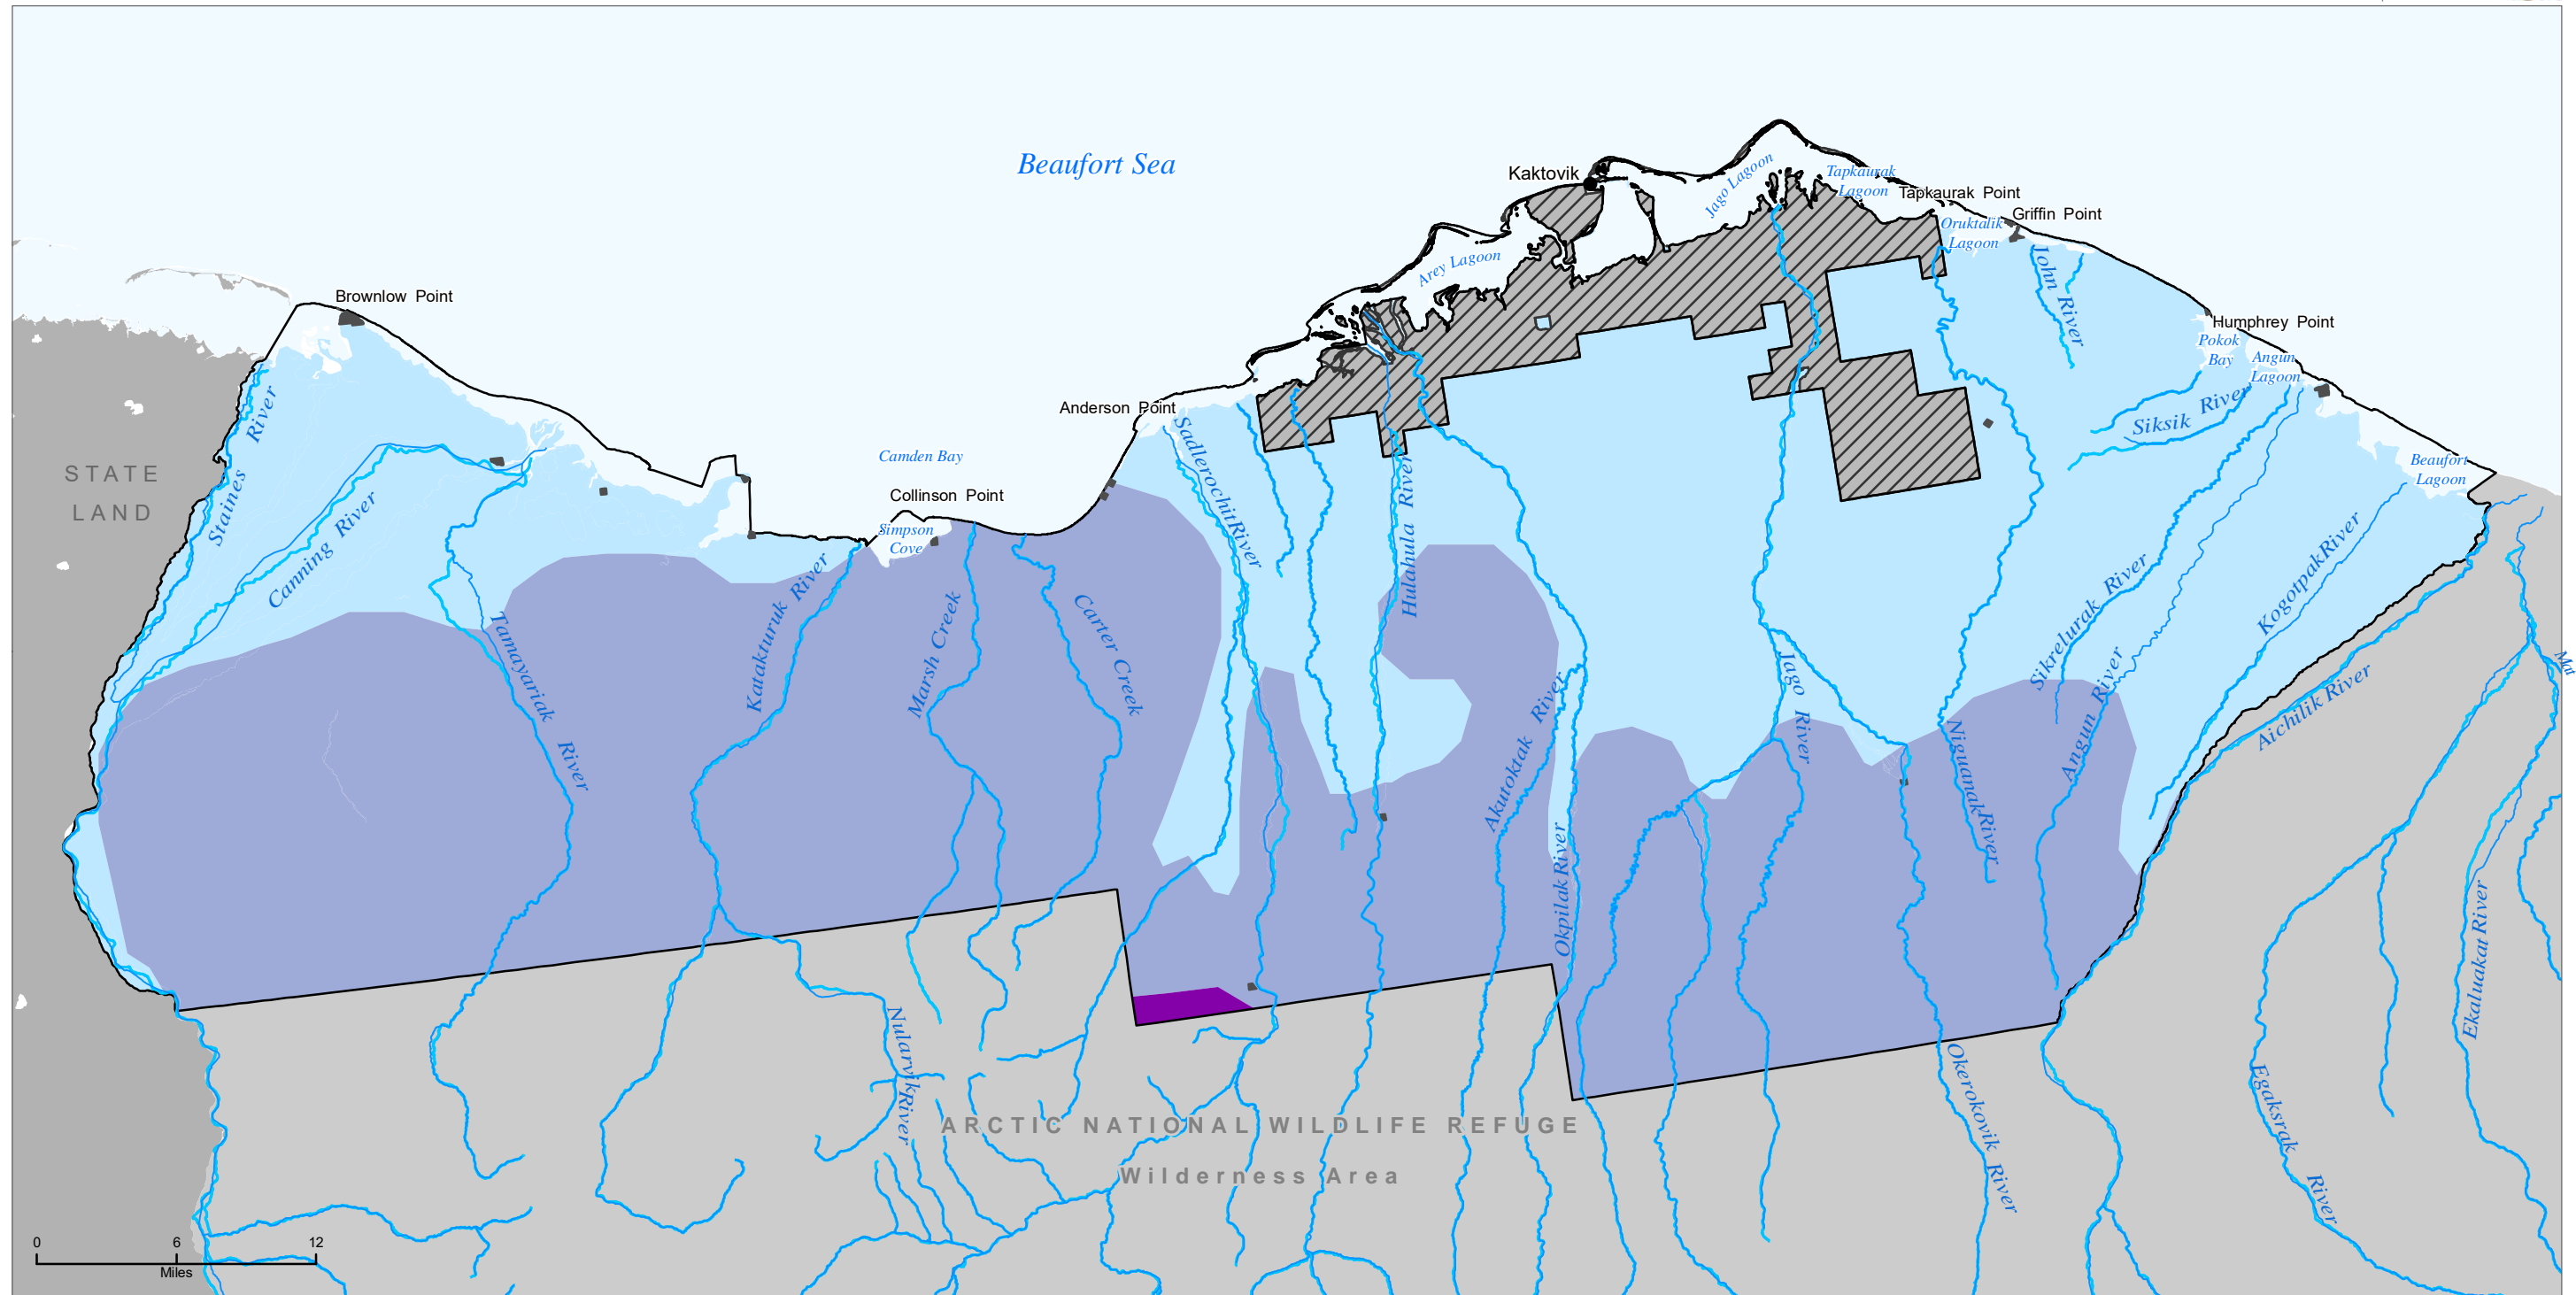 Beaufort Sea
Kaktovik
Jago Lagoon
Tapkaurak
Lagoon
Tapkaurak Point
Griffin Point
Oruktalik
Lagoon
Arey Lagoon
John River
Brownlow Point
Humphrey Point
Pokok
Bay
Angun
Lagoon
Anderson Point
Siksik River
STATE
LAND
Staines River
Canning River
Camden Bay
Collinson Point
Simpson
Cove
Sadlerochit River
Hulahula River
Beaufort
Lagoon
Tamayariak River
Katakturuk River
Marsh Creek
Carter Creek
Akutoktak River
Okpilak River
Jago River
Niguanak River
Sikrelurak River
Angun River
Kogotpak River
Aichilik River
Mat
Nularvik River
Okerokovik River
Egaksrak River
Ekaluakat River
ARCTIC NATIONAL WILDLIFE REFUGE
Wilderness Area
0 6 12
Miles